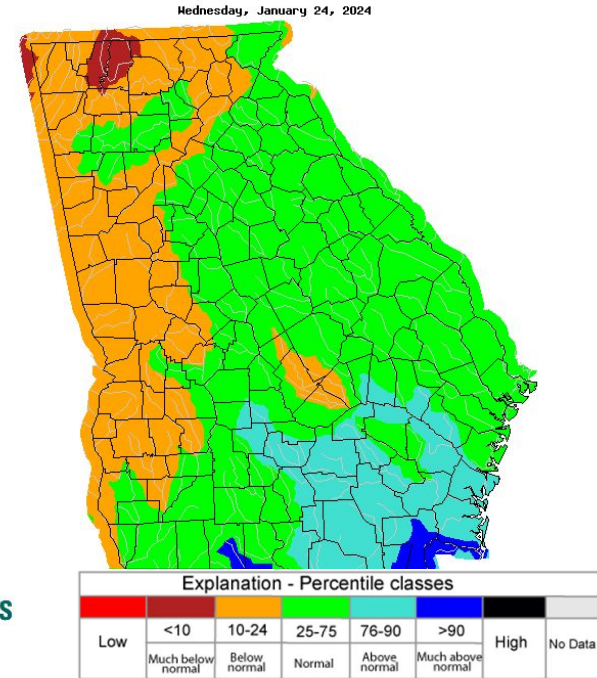 Wednesday, January 24, 2024
Explanation - Percentile classes
Low <10 10-24 25-75 76-90 >90 High No Data
Much below normal Below normal Normal Above normal Much above normal
S